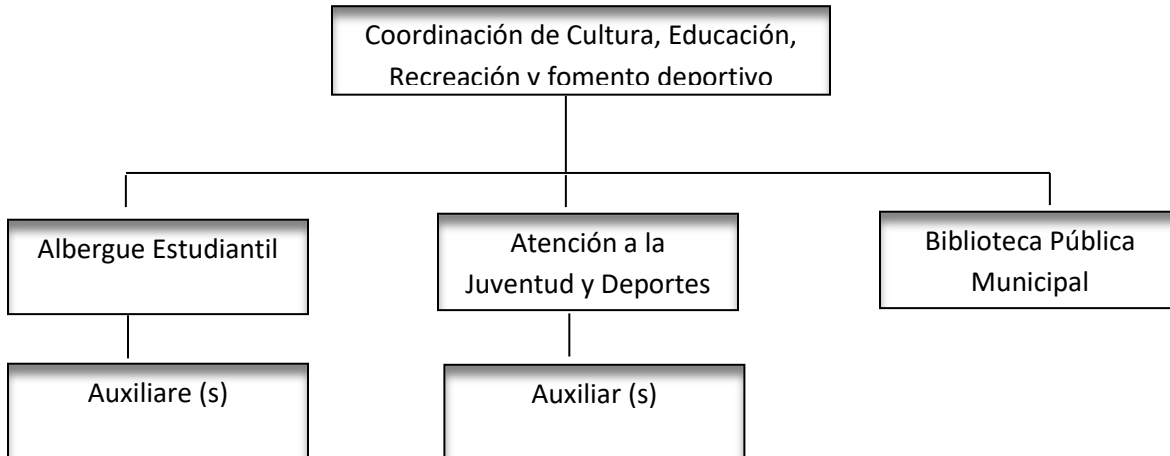 Coordinación de Cultura, Educación,
Recreación y fomento deportivo
Albergue Estudiantil
Atención a la
Juventud y Deportes
Biblioteca Pública
Municipal
Auxiliare (s)
Auxiliar (s)